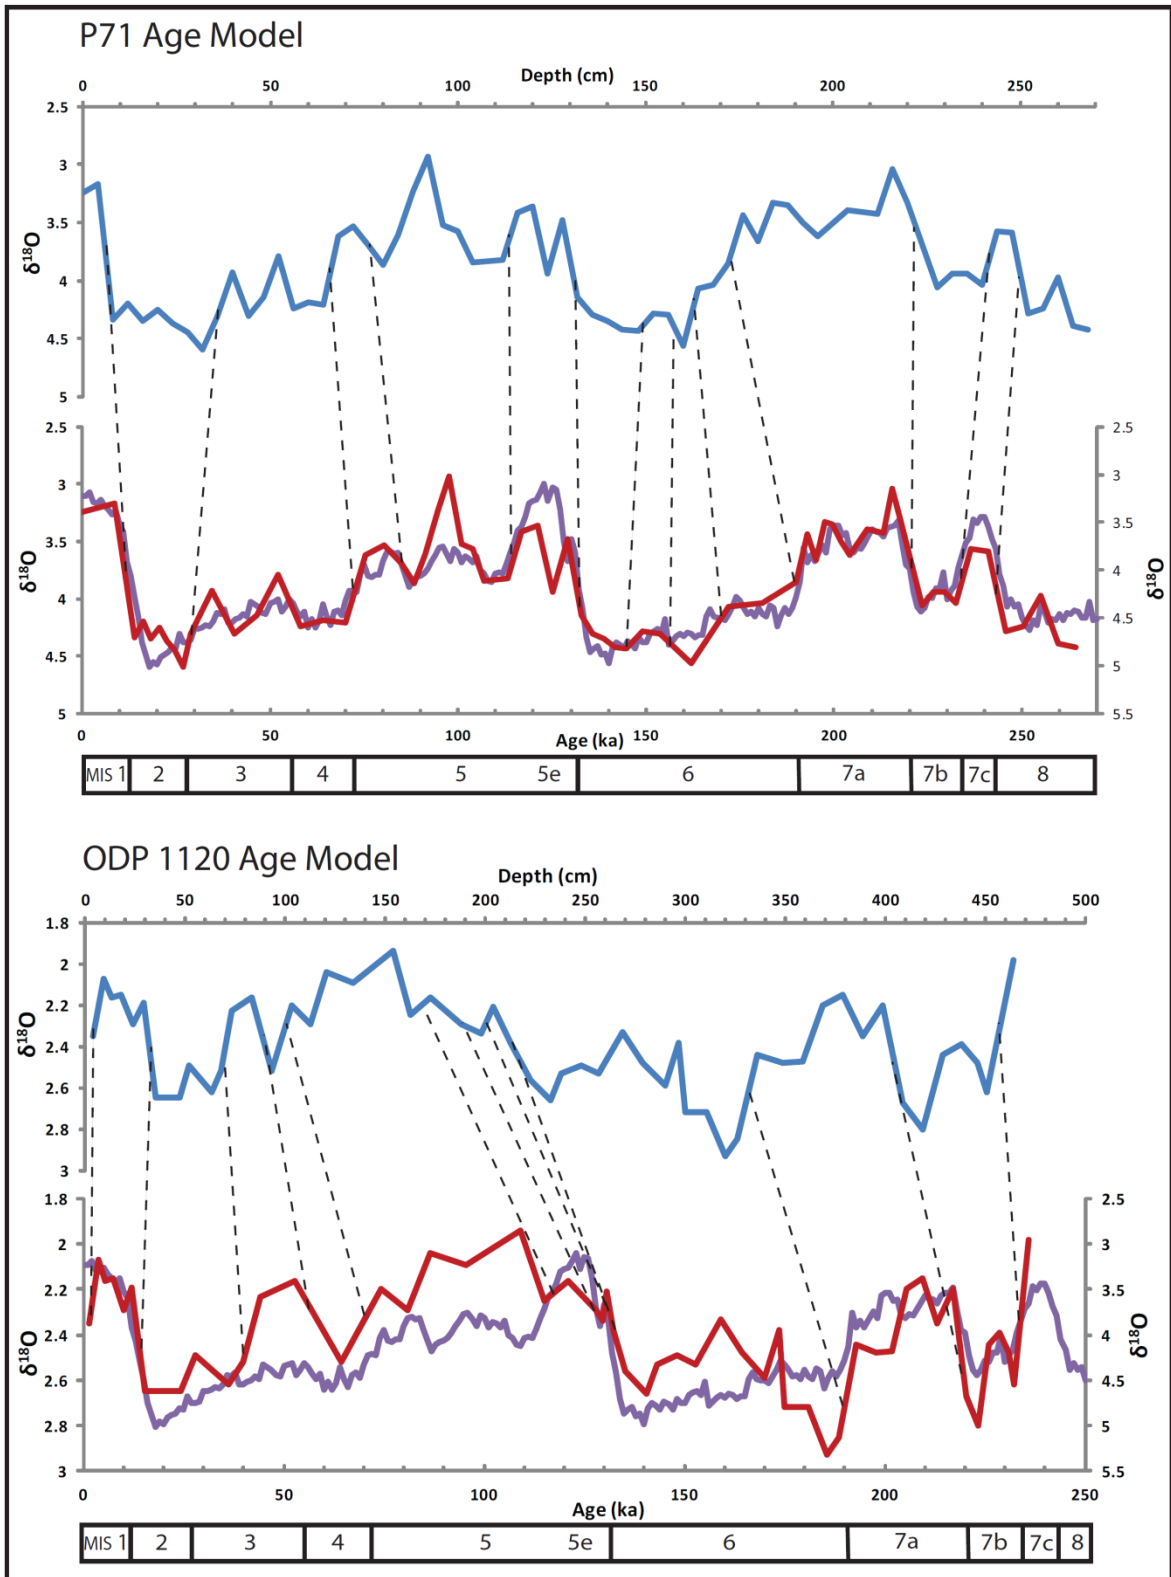 P71 Age Model
Depth (cm)
0 50 100 150 200 250
2.5
3
3.5
4
4.5
5
δ18O
2.5
3
3.5
4
4.5
5
δ18O
2.5
3
3.5
4
4.5
5
5.5
δ18O
0 50 100 150 200 250
Age (ka)
MIS 1 2 3 4 5 5e 6 7a 7b 7c 8
ODP 1120 Age Model
Depth (cm)
0 50 100 150 200 250 300 350 400 450 500
1.8
2
2.2
2.4
2.6
2.8
3
δ18O
1.8
2
2.2
2.4
2.6
2.8
3
δ18O
2.5
3
3.5
4
4.5
5
5.5
δ18O
0 50 100 150 200 250
Age (ka)
MIS 1 2 3 4 5 5e 6 7a 7b 7c 8